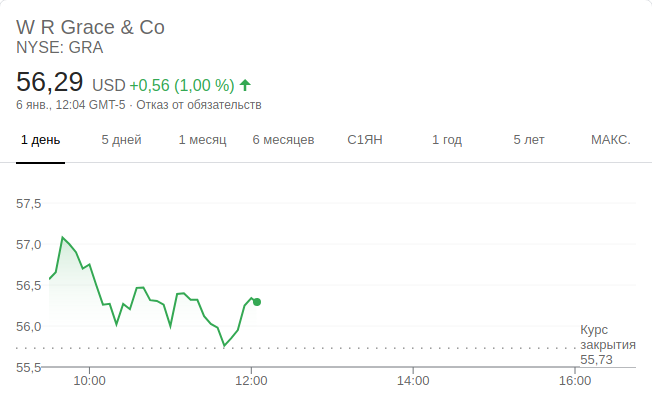 W R Grace & Co
NYSE: GRA
56,29 USD +0,56 (1,00 %)
6 янв., 12:04 GMT-5 · Отказ от обязательств
1 день 5 дней 1 месяц 6 месяцев С1ЯН 1 год 5 лет МАКС.
57,5
57,0
56,5
56,0
Курс
закрытия
55,73
55,5
10:00 12:00 14:00 16:00